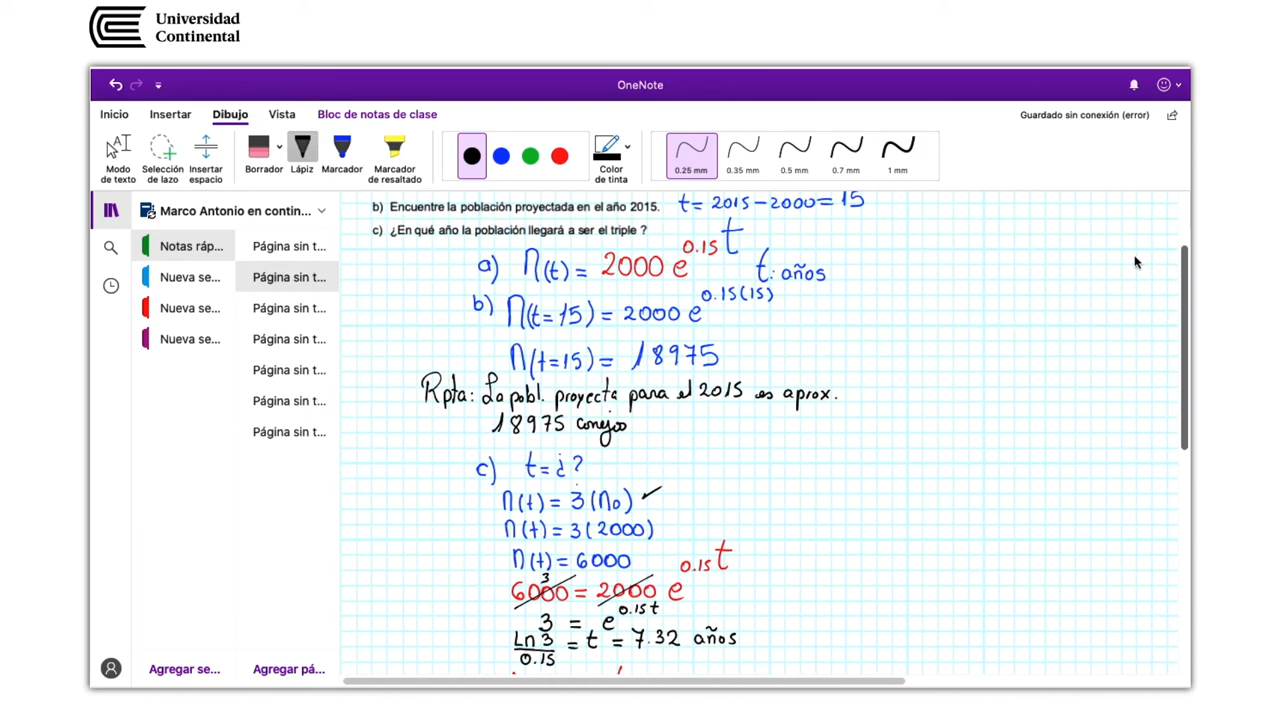 Universidad
Continental
OneNote
Inicio
Insertar
Dibujo
Vista
Bloc de notas de clase
Guardado sin conexión (error)
Modo
de texto
Selección
de lazo
Insertar
espacio
Borrador
Lápiz
Marcador
Marcador
de resaltado
Color
de tinta
0.25 mm
0.35 mm
0.5 mm
0.7 mm
1 mm
Marco Antonio en contin...
Notas ráp...
Nueva se...
Nueva se...
Nueva se...
Página sin t...
Página sin t...
Página sin t...
Página sin t...
Página sin t...
Página sin t...
Página sin t...
Agregar se...
Agregar pá...
b) Encuentre la población proyectada en el año 2015. t = 2015 - 2000 = 15
c) ¿En qué año la población llegará a ser el triple ?
a) n(t) = 2000 e^0.15 t t: años
b) n(t=15) = 2000 e^0.15(15)
n(t=15) = 18975
Rpta: La pobl. proyecta para el 2015 es aprox.
18975 conejos
c) t = ¿?
n(t) = 3(no) ✓
n(t) = 3(2000)
n(t) = 6000
3
6000 = 2000 e^0.15 t
3 = e^0.15t
Ln 3 / 0.15 = t = 7.32 años